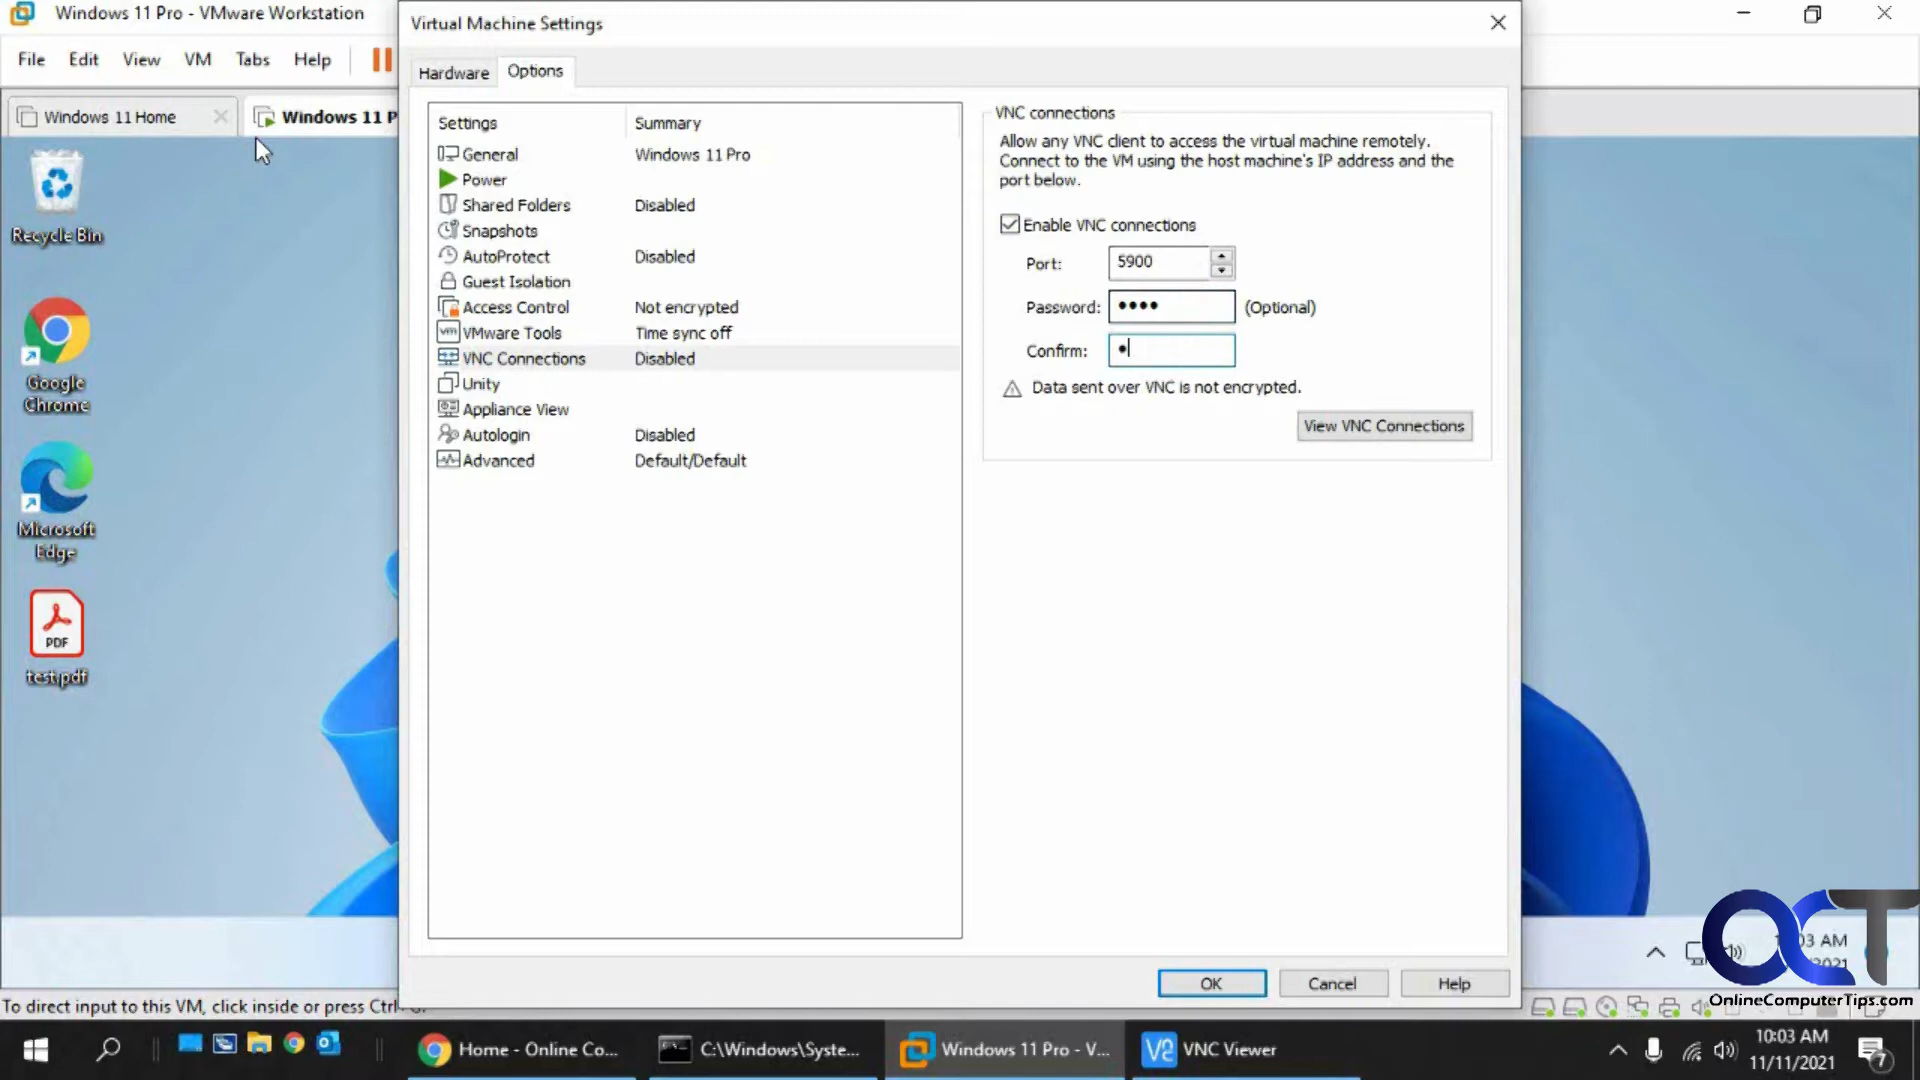 Windows 11 Pro - VMware Workstation
Virtual Machine Settings
File Edit View VM Tabs Help
Hardware Options
Windows 11 Home
Windows 11 P
Settings Summary
General Windows 11 Pro
Power
Shared Folders Disabled
Snapshots
AutoProtect Disabled
Guest Isolation
Access Control Not encrypted
VMware Tools Time sync off
VNC Connections Disabled
Unity
Appliance View
Autologin Disabled
Advanced Default/Default
VNC connections
Allow any VNC client to access the virtual machine remotely.
Connect to the VM using the host machine's IP address and the
port below.
Enable VNC connections
Port: 5900
Password: •••• (Optional)
Confirm: •
Data sent over VNC is not encrypted.
View VNC Connections
Recycle Bin
Google
Chrome
Microsoft
Edge
PDF
test.pdf
OK Cancel Help
03 AM
OCT
OnlineComputerTips.com
To direct input to this VM, click inside or press Ctrl
Home - Online Co...
C:\Windows\Syste...
Windows 11 Pro - V...
VNC Viewer
10:03 AM
11/11/2021
7